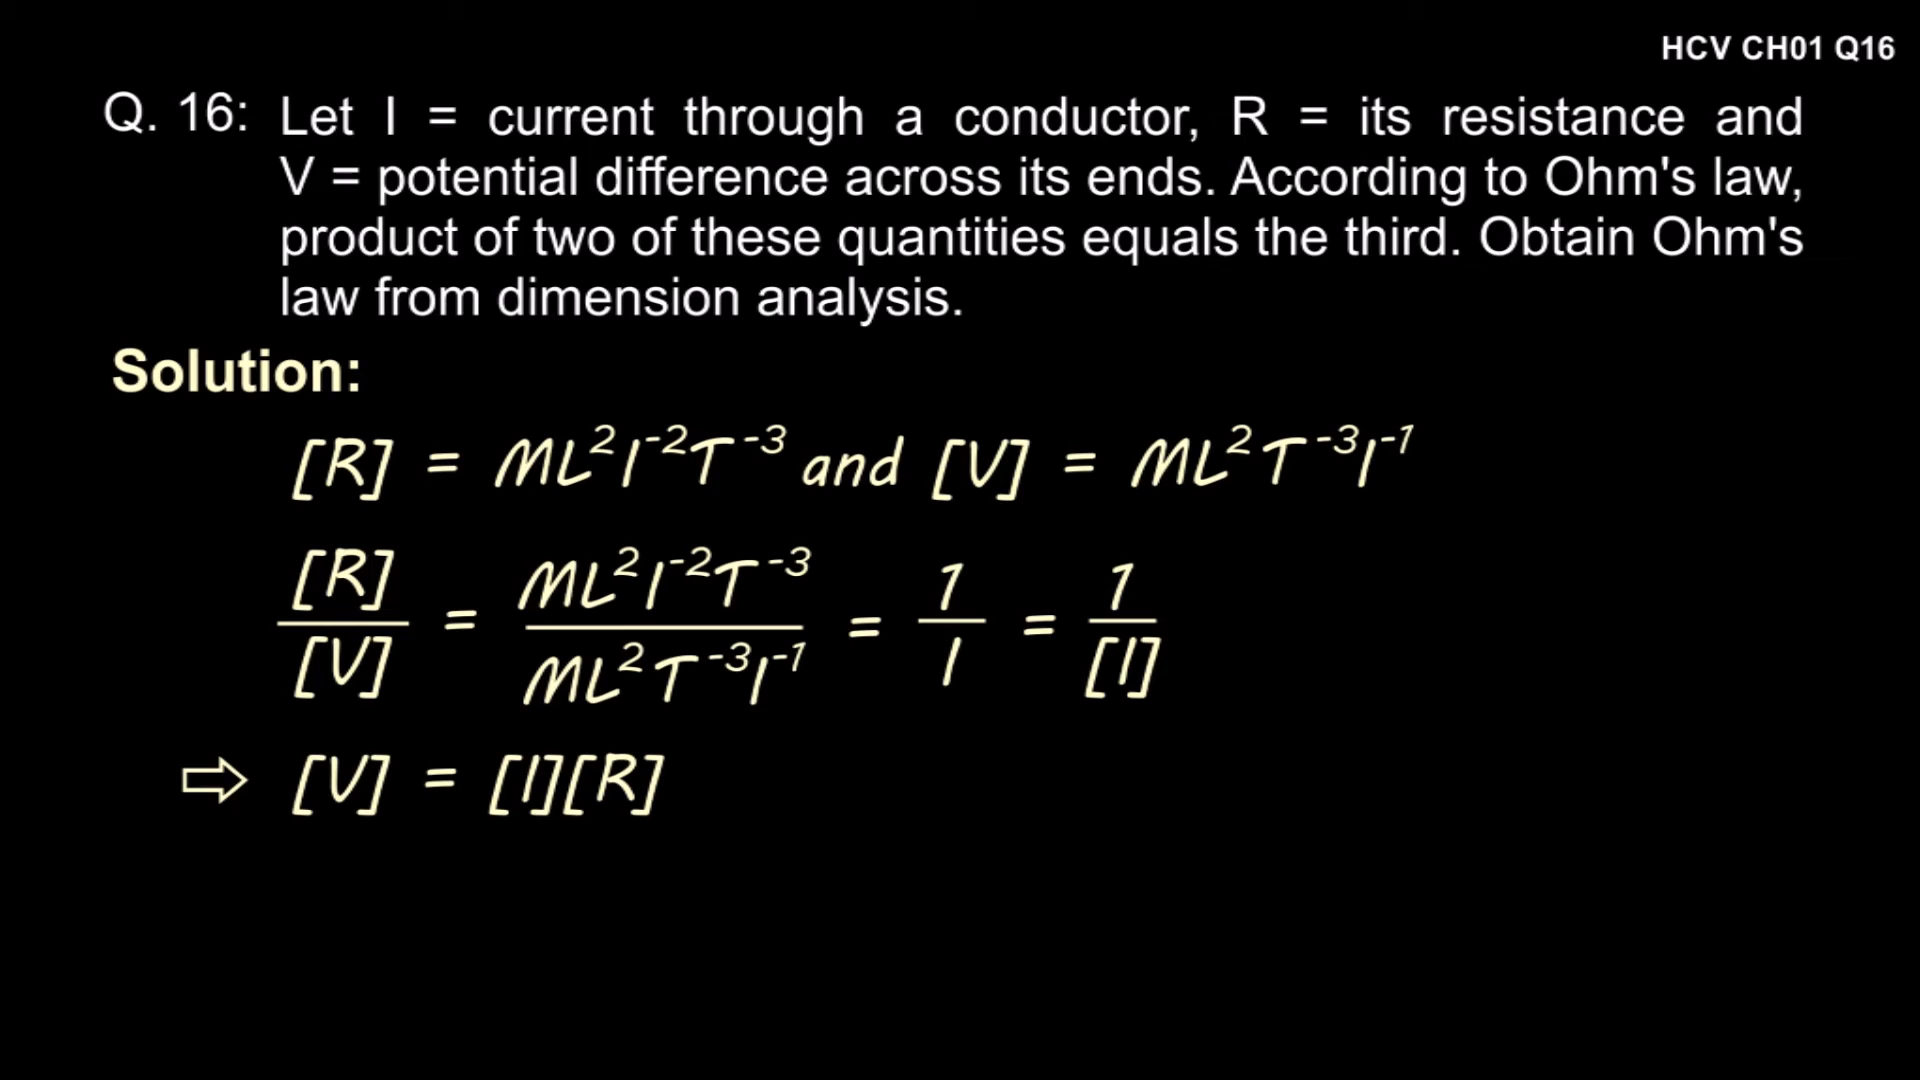 HCV CH01 Q16
Q. 16: Let I = current through a conductor, R = its resistance and
V = potential difference across its ends. According to Ohm's law,
product of two of these quantities equals the third. Obtain Ohm's
law from dimension analysis.
Solution:
[R] = ML²I⁻²T⁻³ and [V] = ML²T⁻³I⁻¹
[R]/[V] = ML²I⁻²T⁻³/ML²T⁻³I⁻¹ = 1/I = 1/[I]
⇨ [V] = [I][R]